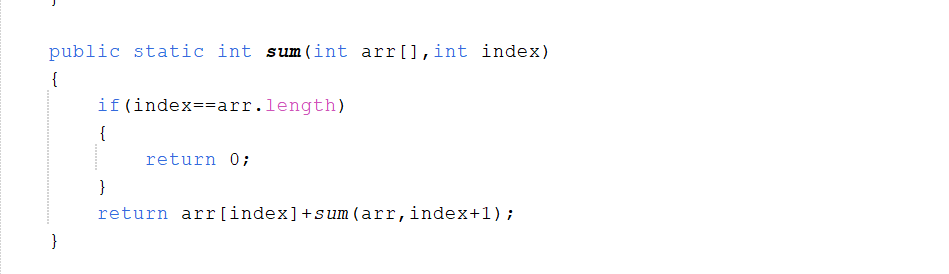 }
public static int sum(int arr[],int index)
{
if(index==arr.length)
{
return 0;
}
return arr[index]+sum(arr,index+1);
}